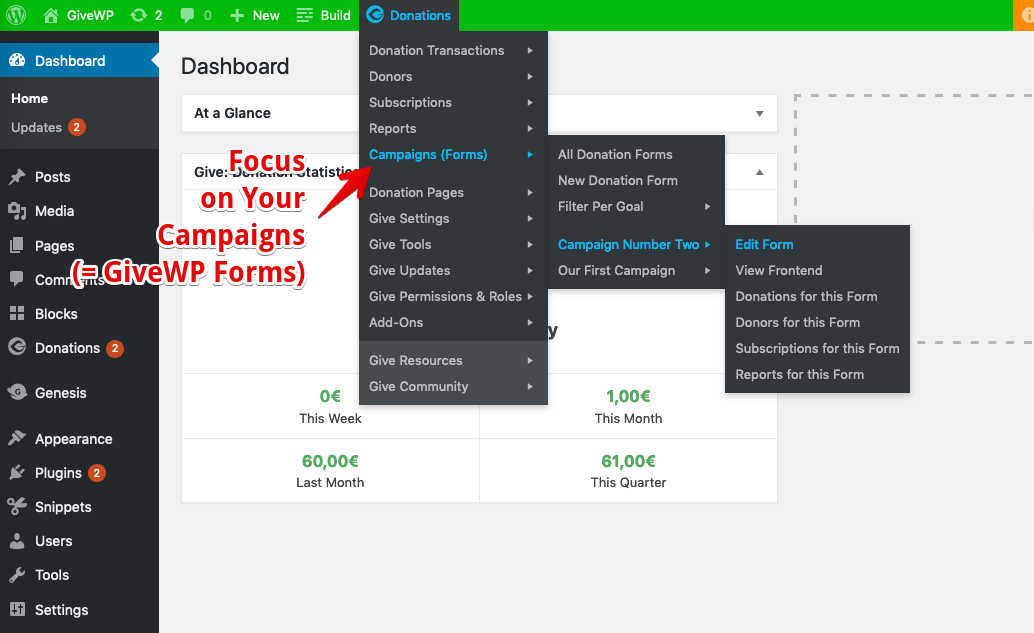 GiveWP
2
0
New
Build
Donations
Dashboard
Home
Updates 2
Posts
Media
Pages
Comments
Blocks
Donations 2
Genesis
Appearance
Plugins 2
Snippets
Users
Tools
Settings
Dashboard
At a Glance
Give: Donation Statistics
Focus
on Your
Campaigns
(= GiveWP Forms)
Donation Transactions
Donors
Subscriptions
Reports
Campaigns (Forms)
Donation Pages
Give Settings
Give Tools
Give Updates
Give Permissions & Roles
Add-Ons
Give Resources
Give Community
All Donation Forms
New Donation Form
Filter Per Goal
Campaign Number Two
Our First Campaign
Edit Form
View Frontend
Donations for this Form
Donors for this Form
Subscriptions for this Form
Reports for this Form
0€
This Week
1,00€
This Month
60,00€
Last Month
61,00€
This Quarter